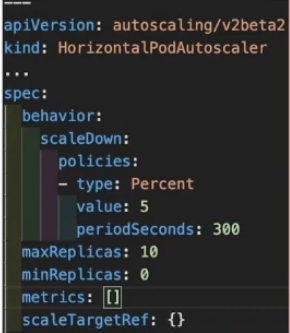 ---
apiVersion: autoscaling/v2beta2
kind: HorizontalPodAutoscaler
...
spec:
  behavior:
    scaleDown:
      policies:
      - type: Percent
        value: 5
        periodSeconds: 300
  maxReplicas: 10
  minReplicas: 0
  metrics: []
  scaleTargetRef: {}